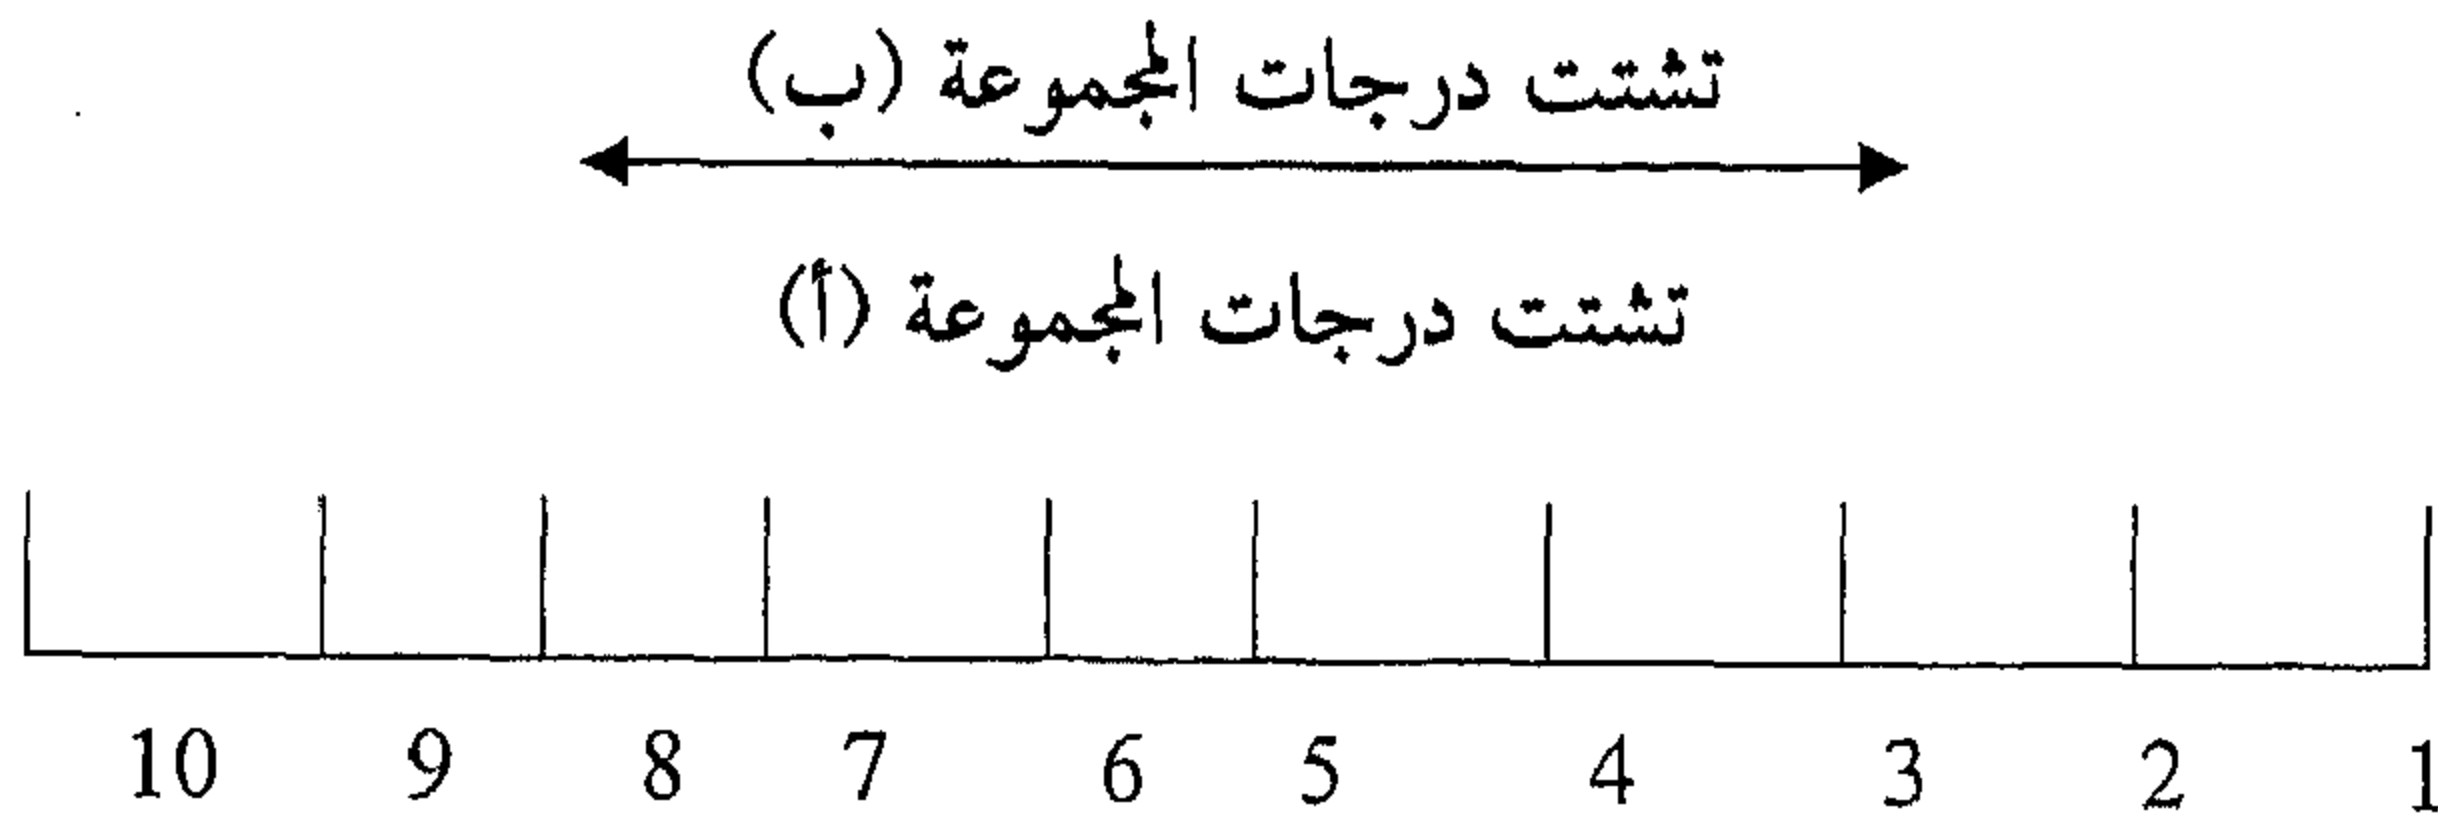 تشتت درجات المجموعة (ب)
تشتت درجات المجموعة (أ)
10 9 8 7 6 5 4 3 2 1